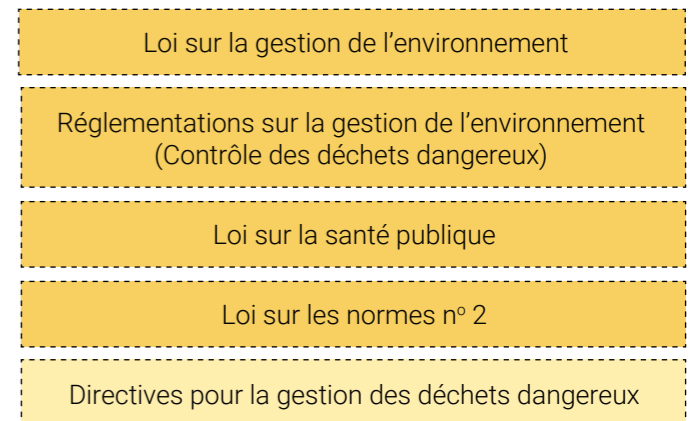 Loi sur la gestion de l’environnement
Réglementations sur la gestion de l’environnement
(Contrôle des déchets dangereux)
Loi sur la santé publique
Loi sur les normes nº 2
Directives pour la gestion des déchets dangereux